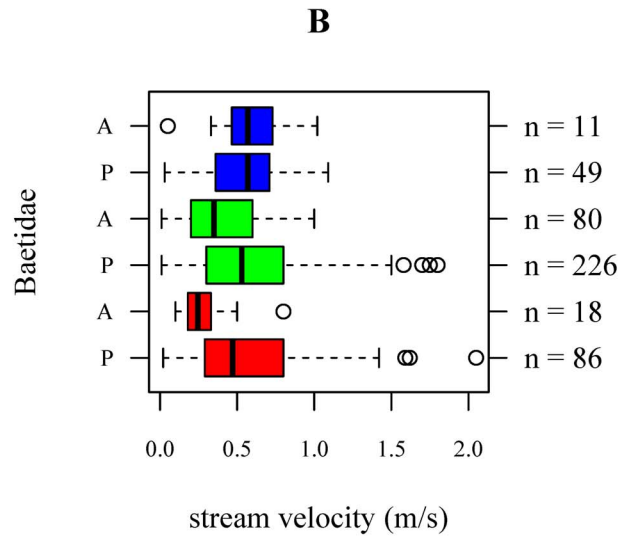 B
A n = 11
P n = 49
A n = 80
P n = 226
A n = 18
P n = 86
Baetidae
0.0 0.5 1.0 1.5 2.0
stream velocity (m/s)